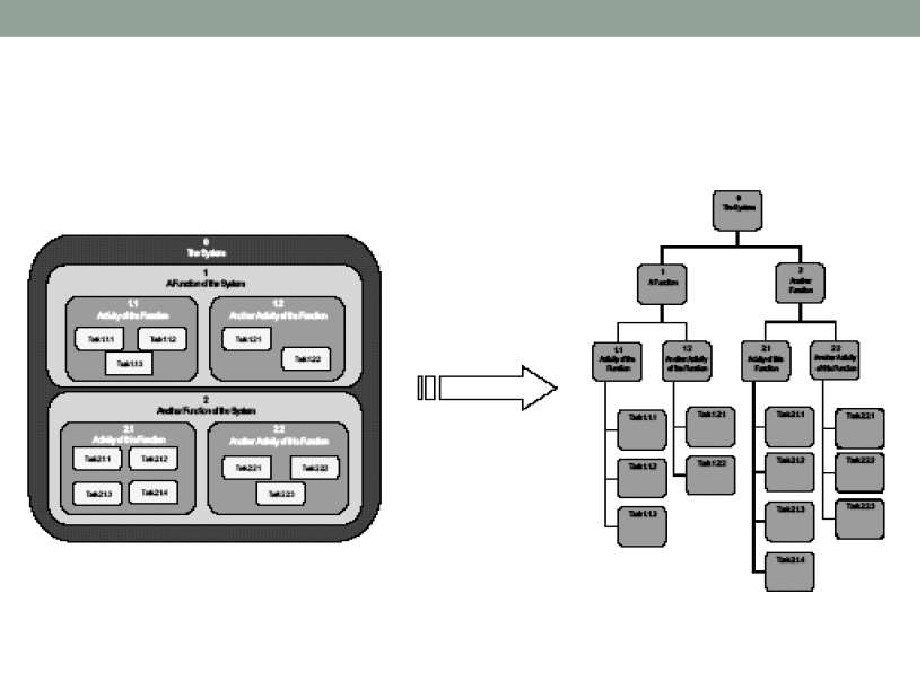 0
The System
1
A Function of the System
1.1
Activity of the Function
Task 1.1.1
Task 1.1.2
Task 1.1.3
1.2
Another Activity of the Function
Task 1.2.1
Task 1.2.2
2
Another Function of the System
2.1
Activity of this Function
Task 2.1.1
Task 2.1.2
Task 2.1.3
Task 2.1.4
2.2
Another Activity of this Function
Task 2.2.1
Task 2.2.2
Task 2.2.3
0
The System
1
A Function
2
Another
Function
1.1
Activity of the
Function
1.2
Another Activity
of the Function
2.1
Activity of this
Function
2.2
Another Activity
of this Function
Task 1.1.1
Task 1.1.2
Task 1.1.3
Task 1.2.1
Task 1.2.2
Task 2.1.1
Task 2.1.2
Task 2.1.3
Task 2.1.4
Task 2.2.1
Task 2.2.2
Task 2.2.3